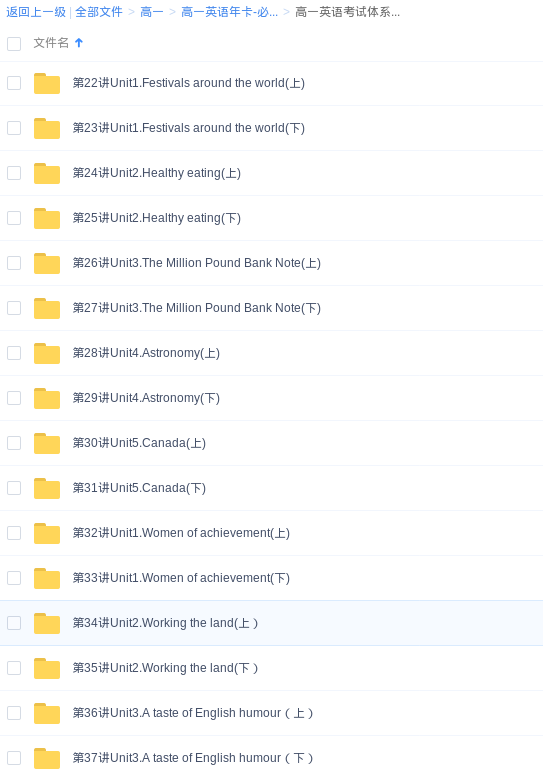 返回上一级 | 全部文件 > 高一 > 高一英语年卡-必... > 高一英语考试体系...
文件名
第22讲Unit1.Festivals around the world(上)
第23讲Unit1.Festivals around the world(下)
第24讲Unit2.Healthy eating(上)
第25讲Unit2.Healthy eating(下)
第26讲Unit3.The Million Pound Bank Note(上)
第27讲Unit3.The Million Pound Bank Note(下)
第28讲Unit4.Astronomy(上)
第29讲Unit4.Astronomy(下)
第30讲Unit5.Canada(上)
第31讲Unit5.Canada(下)
第32讲Unit1.Women of achievement(上)
第33讲Unit1.Women of achievement(下)
第34讲Unit2.Working the land(上 ）
第35讲Unit2.Working the land(下 ）
第36讲Unit3.A taste of English humour（ 上 ）
第37讲Unit3.A taste of English humour（ 下 ）